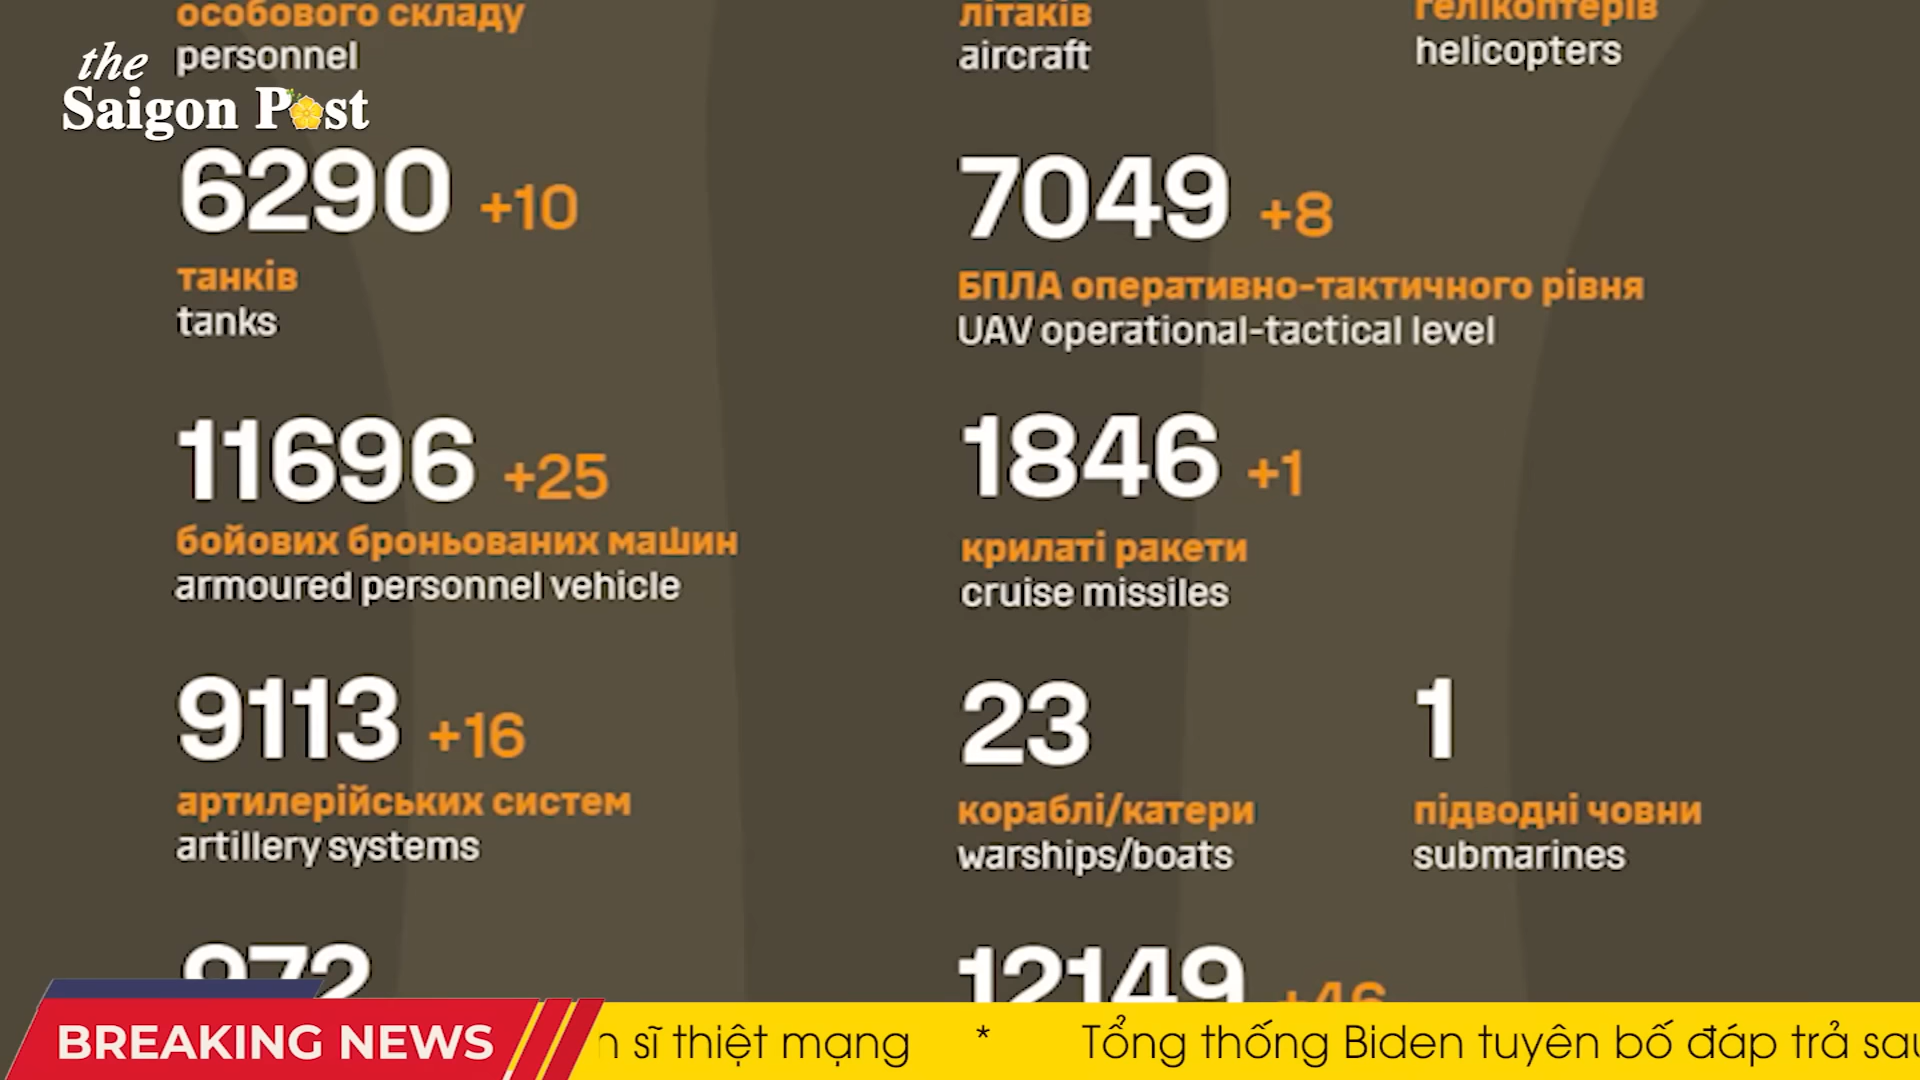 особового складу
personnel
літаків
aircraft
гелікоптерів
helicopters
the
Saigon Post
6290 +10
танків
tanks
7049 +8
БПЛА оперативно-тактичного рівня
UAV operational-tactical level
11696 +25
бойових броньованих машин
armoured personnel vehicle
1846 +1
крилаті ракети
cruise missiles
9113 +16
артилерійських систем
artillery systems
23
кораблі/катери
warships/boats
1
підводні човни
submarines
972
12149 +46
BREAKING NEWS
sĩ thiệt mạng * Tổng thống Biden tuyên bố đáp trả